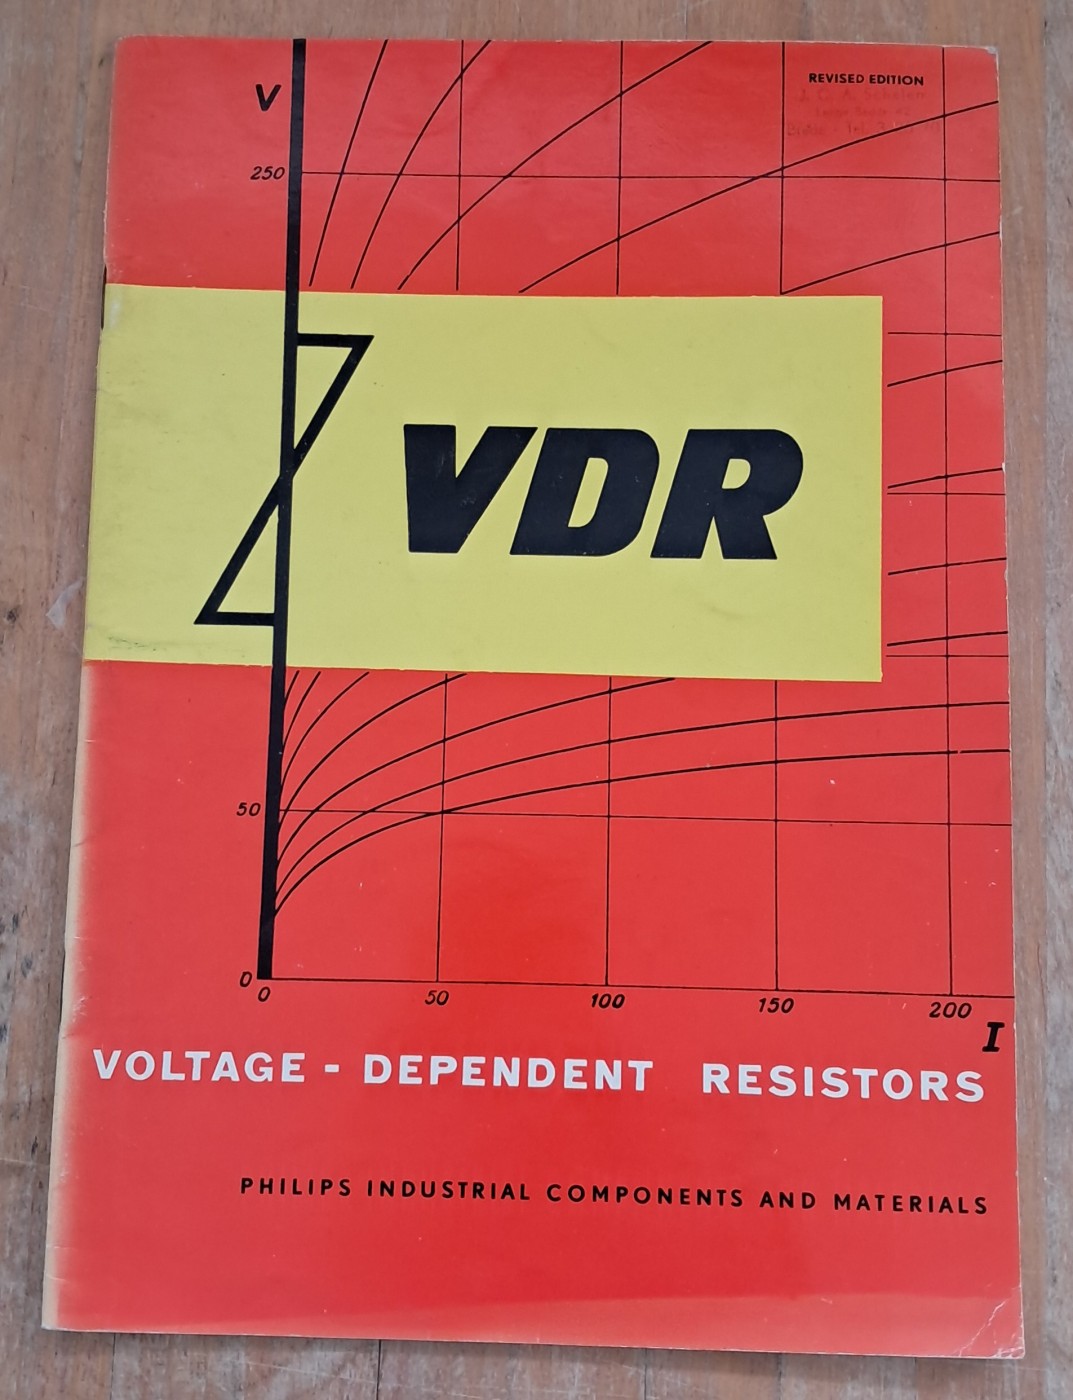 REVISED EDITION
V
250
VDR
50
0
0 50 100 150 200
I
VOLTAGE - DEPENDENT RESISTORS
PHILIPS INDUSTRIAL COMPONENTS AND MATERIALS